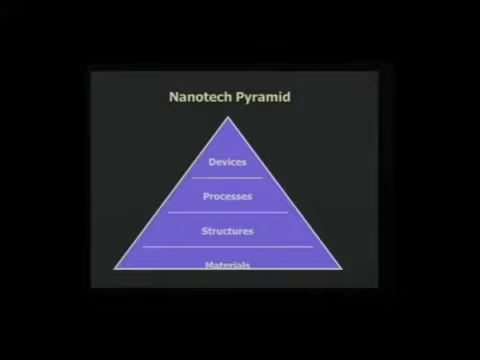 Nanotech Pyramid
Devices
Processes
Structures
Materials